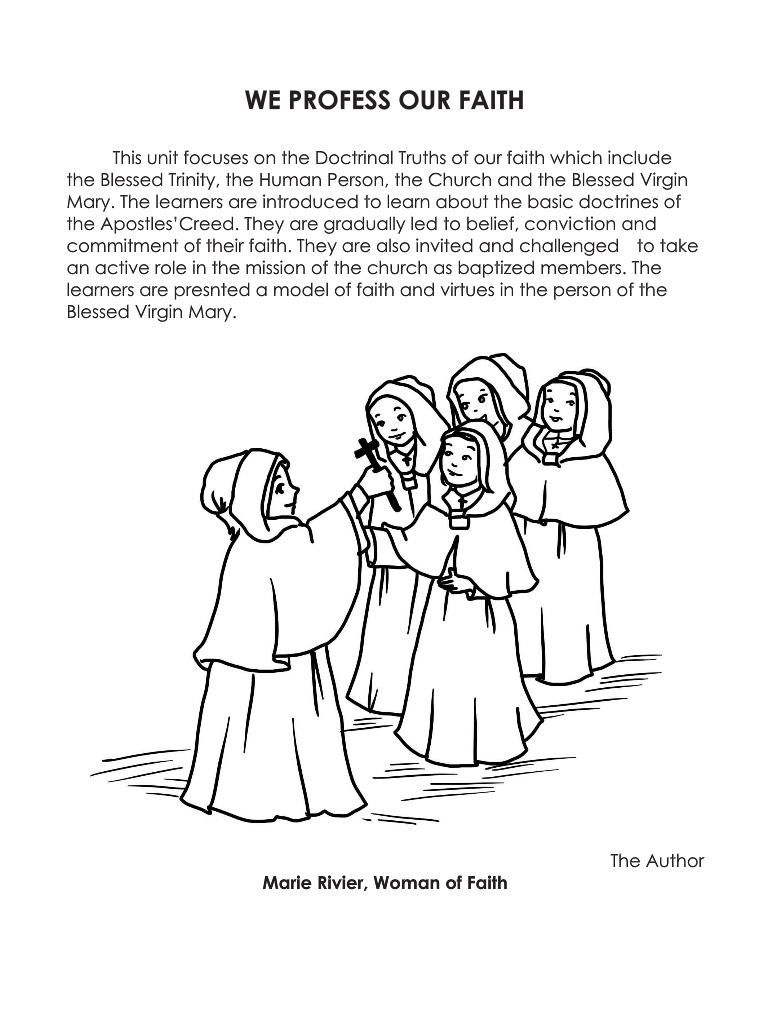 WE PROFESS OUR FAITH
This unit focuses on the Doctrinal Truths of our faith which include
the Blessed Trinity, the Human Person, the Church and the Blessed Virgin
Mary. The learners are introduced to learn about the basic doctrines of
the Apostles'Creed. They are gradually led to belief, conviction and
commitment of their faith. They are also invited and challenged to take
an active role in the mission of the church as baptized members. The
learners are presnted a model of faith and virtues in the person of the
Blessed Virgin Mary.
The Author
Marie Rivier, Woman of Faith